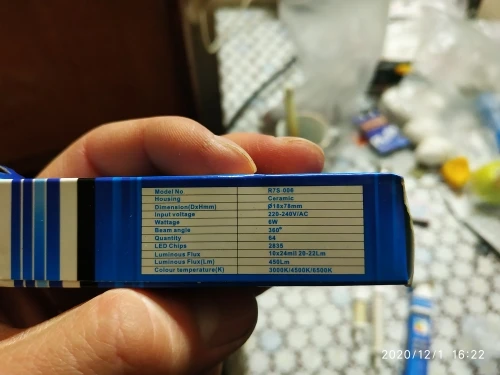 Model No R7S-006
Housing Ceramic
Dimension(DxHmm) Ø18x78mm
Input voltage 220-240V/AC
Wattage 6W
Beam angle 360°
Quantity 64
LED Chips 2835
Luminous Flux 10x24mil 20-22Lm
Luminous Flux(Lm) 450Lm
Colour temperature(K) 3000K/4500K/6500K
2020/12/1 16:22